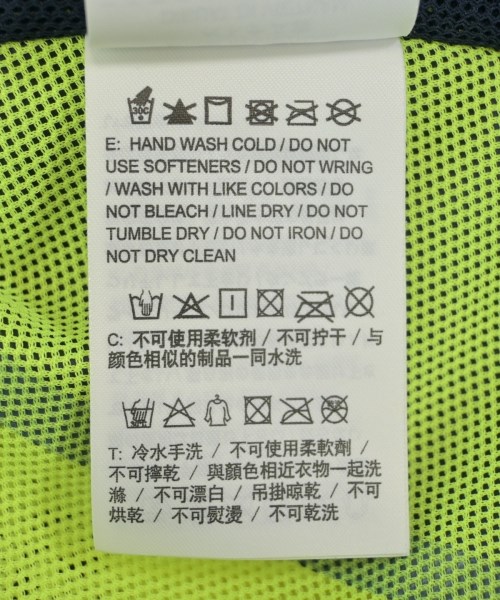 30C
E: HAND WASH COLD / DO NOT
USE SOFTENERS / DO NOT WRING
/ WASH WITH LIKE COLORS / DO
NOT BLEACH / LINE DRY / DO NOT
TUMBLE DRY / DO NOT IRON / DO
NOT DRY CLEAN
C: 不可使用柔软剂 / 不可拧干 / 与
颜色相似的制品一同水洗
T: 冷水手洗 / 不可使用柔軟劑 /
不可擰乾 / 與顏色相近衣物一起洗
滌 / 不可漂白 / 吊掛晾乾 / 不可
烘乾 / 不可熨燙 / 不可乾洗